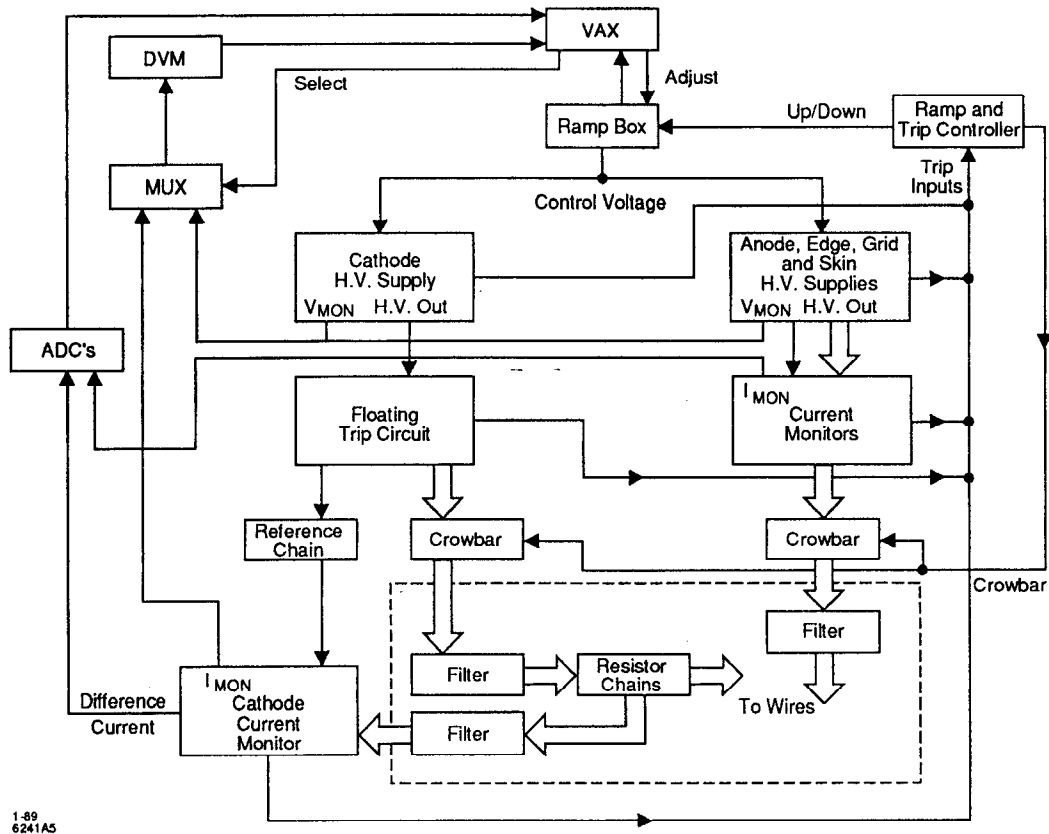 VAX
DVM
Select
Adjust
Ramp Box
Up/Down
Ramp and
Trip Controller
Trip
Inputs
MUX
Control Voltage
Cathode
H.V. Supply
VMON H.V. Out
Anode, Edge, Grid
and Skin
H.V. Supplies
VMON H.V. Out
ADC's
Floating
Trip Circuit
IMON
Current
Monitors
Reference
Chain
Crowbar
Crowbar
Crowbar
Filter
Filter
Resistor
Chains
To Wires
Filter
IMON
Cathode
Current
Monitor
Difference
Current
1-89
6241A5